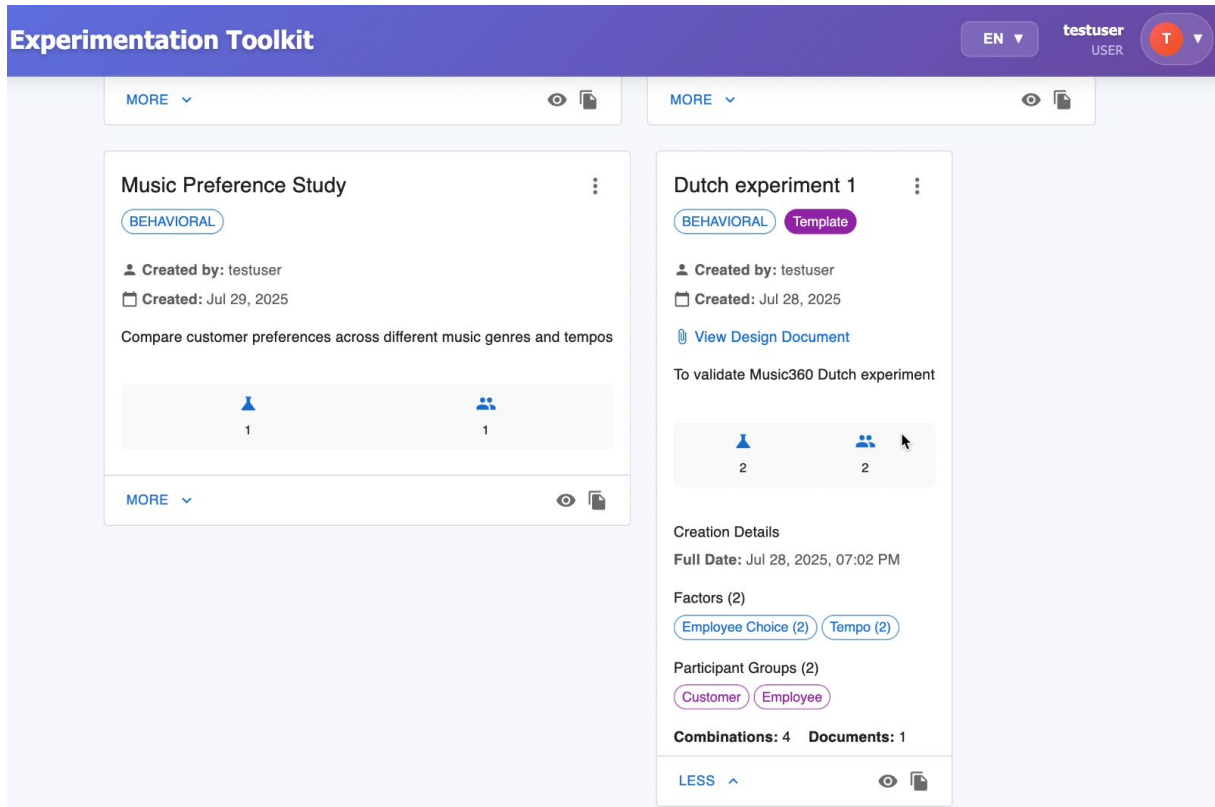 Experimentation Toolkit
EN ▼
testuser
USER
T ▼
MORE
MORE
Music Preference Study
BEHAVIORAL
Created by: testuser
Created: Jul 29, 2025
Compare customer preferences across different music genres and tempos
1 1
MORE
Dutch experiment 1
BEHAVIORAL Template
Created by: testuser
Created: Jul 28, 2025
View Design Document
To validate Music360 Dutch experiment
2 2
Creation Details
Full Date: Jul 28, 2025, 07:02 PM
Factors (2)
Employee Choice (2) Tempo (2)
Participant Groups (2)
Customer Employee
Combinations: 4 Documents: 1
LESS